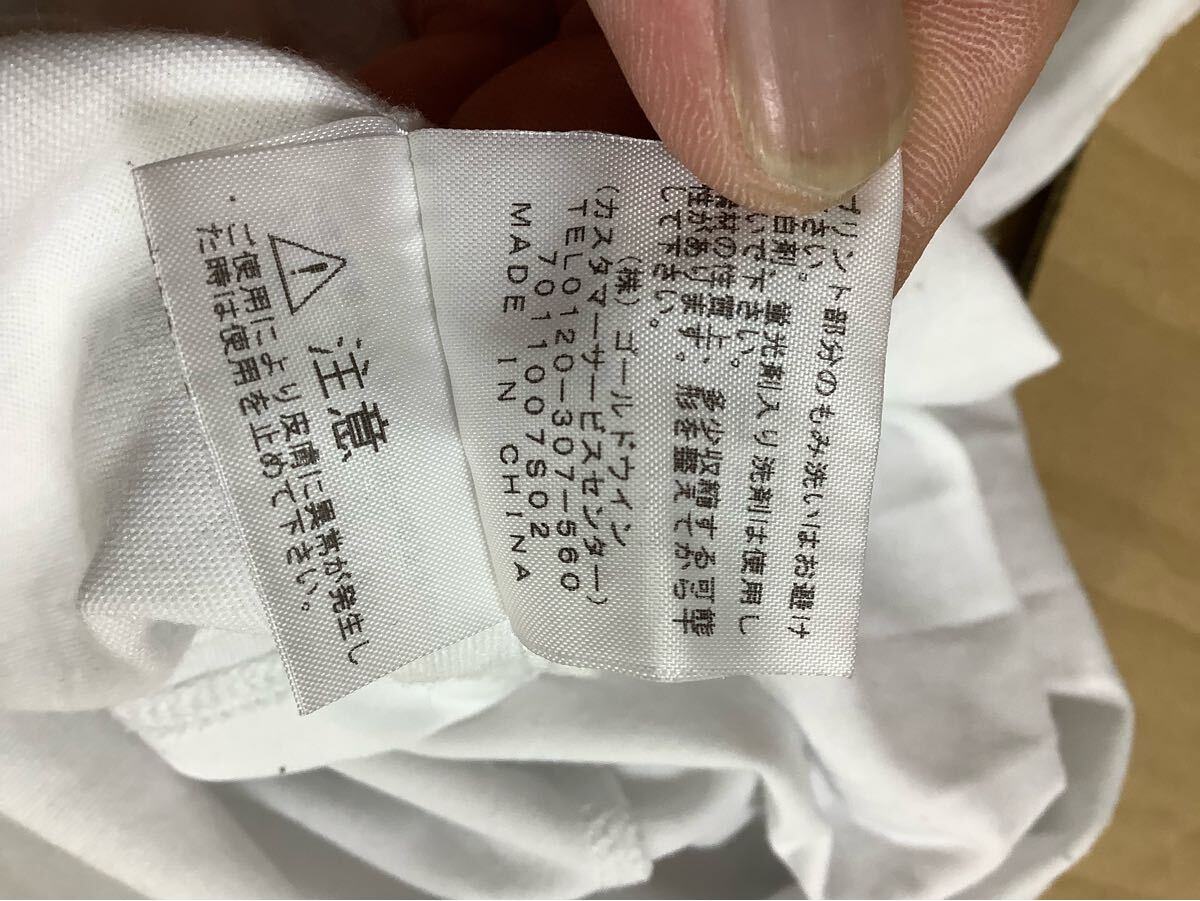 プリント部分のもみ洗いはお避け
さい。
白剤、蛍光剤入り洗剤は使用し
いで下さい。
素材の性質上、多少収縮する可能
性があります。形を整えてから干
して下さい。
(株)ゴールドウイン
(カスタマーサービスセンター)
TEL0120-307-560
701 1007S02
MADE IN CHINA
注意
ご使用により皮膚に異常が発生し
た時は使用を止めて下さい。